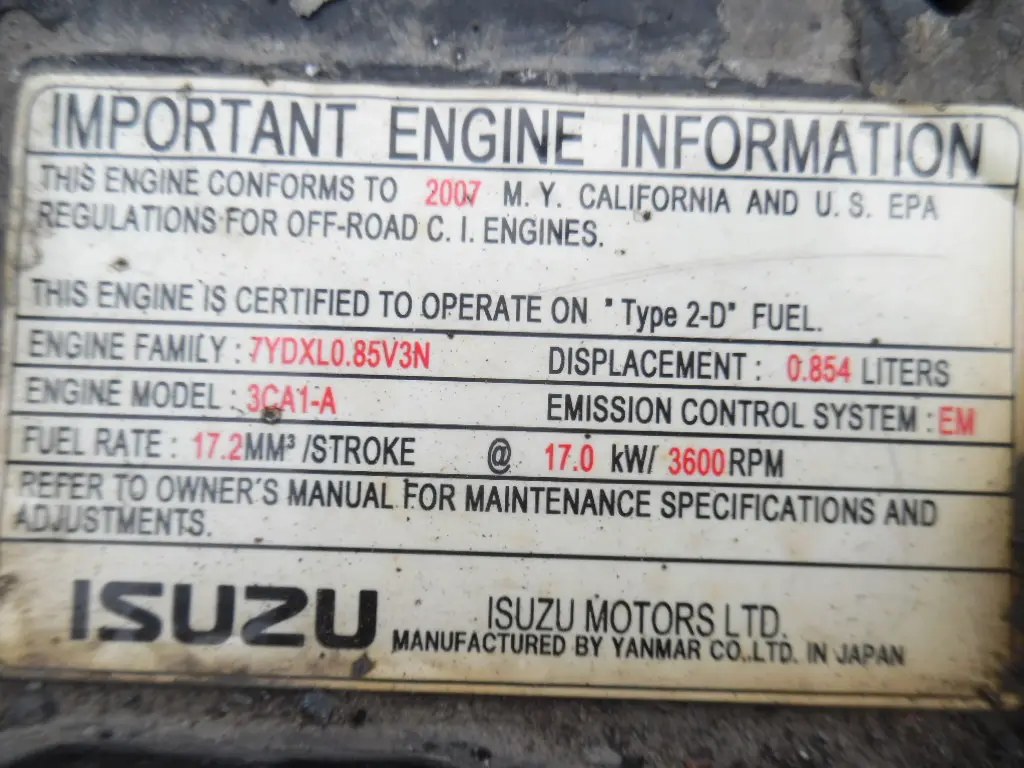 IMPORTANT ENGINE INFORMATION
THIS ENGINE CONFORMS TO 2007 M. Y. CALIFORNIA AND U. S. EPA
REGULATIONS FOR OFF-ROAD C. I. ENGINES.
THIS ENGINE IS CERTIFIED TO OPERATE ON "Type 2-D" FUEL.
ENGINE FAMILY : 7YDXL0.85V3N DISPLACEMENT : 0.854 LITERS
ENGINE MODEL : 3CA1-A EMISSION CONTROL SYSTEM : EM
FUEL RATE : 17.2MM³ /STROKE @ 17.0 kW/ 3600RPM
REFER TO OWNER'S MANUAL FOR MAINTENANCE SPECIFICATIONS AND
ADJUSTMENTS.
ISUZU ISUZU MOTORS LTD.
MANUFACTURED BY YANMAR CO.,LTD. IN JAPAN